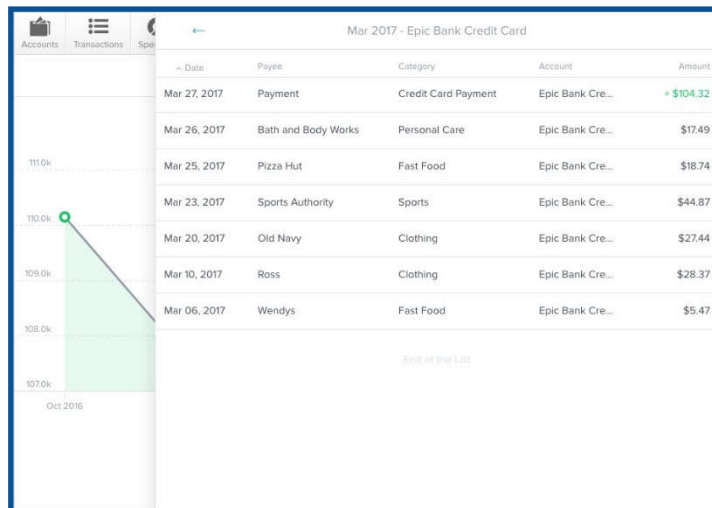 Accounts Transactions Spe
← Mar 2017 - Epic Bank Credit Card
Date Payee Category Account Amount
Mar 27, 2017 Payment Credit Card Payment Epic Bank Cre... + $104.32
Mar 26, 2017 Bath and Body Works Personal Care Epic Bank Cre... $17.49
Mar 25, 2017 Pizza Hut Fast Food Epic Bank Cre... $18.74
Mar 23, 2017 Sports Authority Sports Epic Bank Cre... $44.87
Mar 20, 2017 Old Navy Clothing Epic Bank Cre... $27.44
Mar 10, 2017 Ross Clothing Epic Bank Cre... $28.37
Mar 06, 2017 Wendys Fast Food Epic Bank Cre... $5.47
End of the List
111.0k
110.0k
109.0k
108.0k
107.0k
Oct 2016